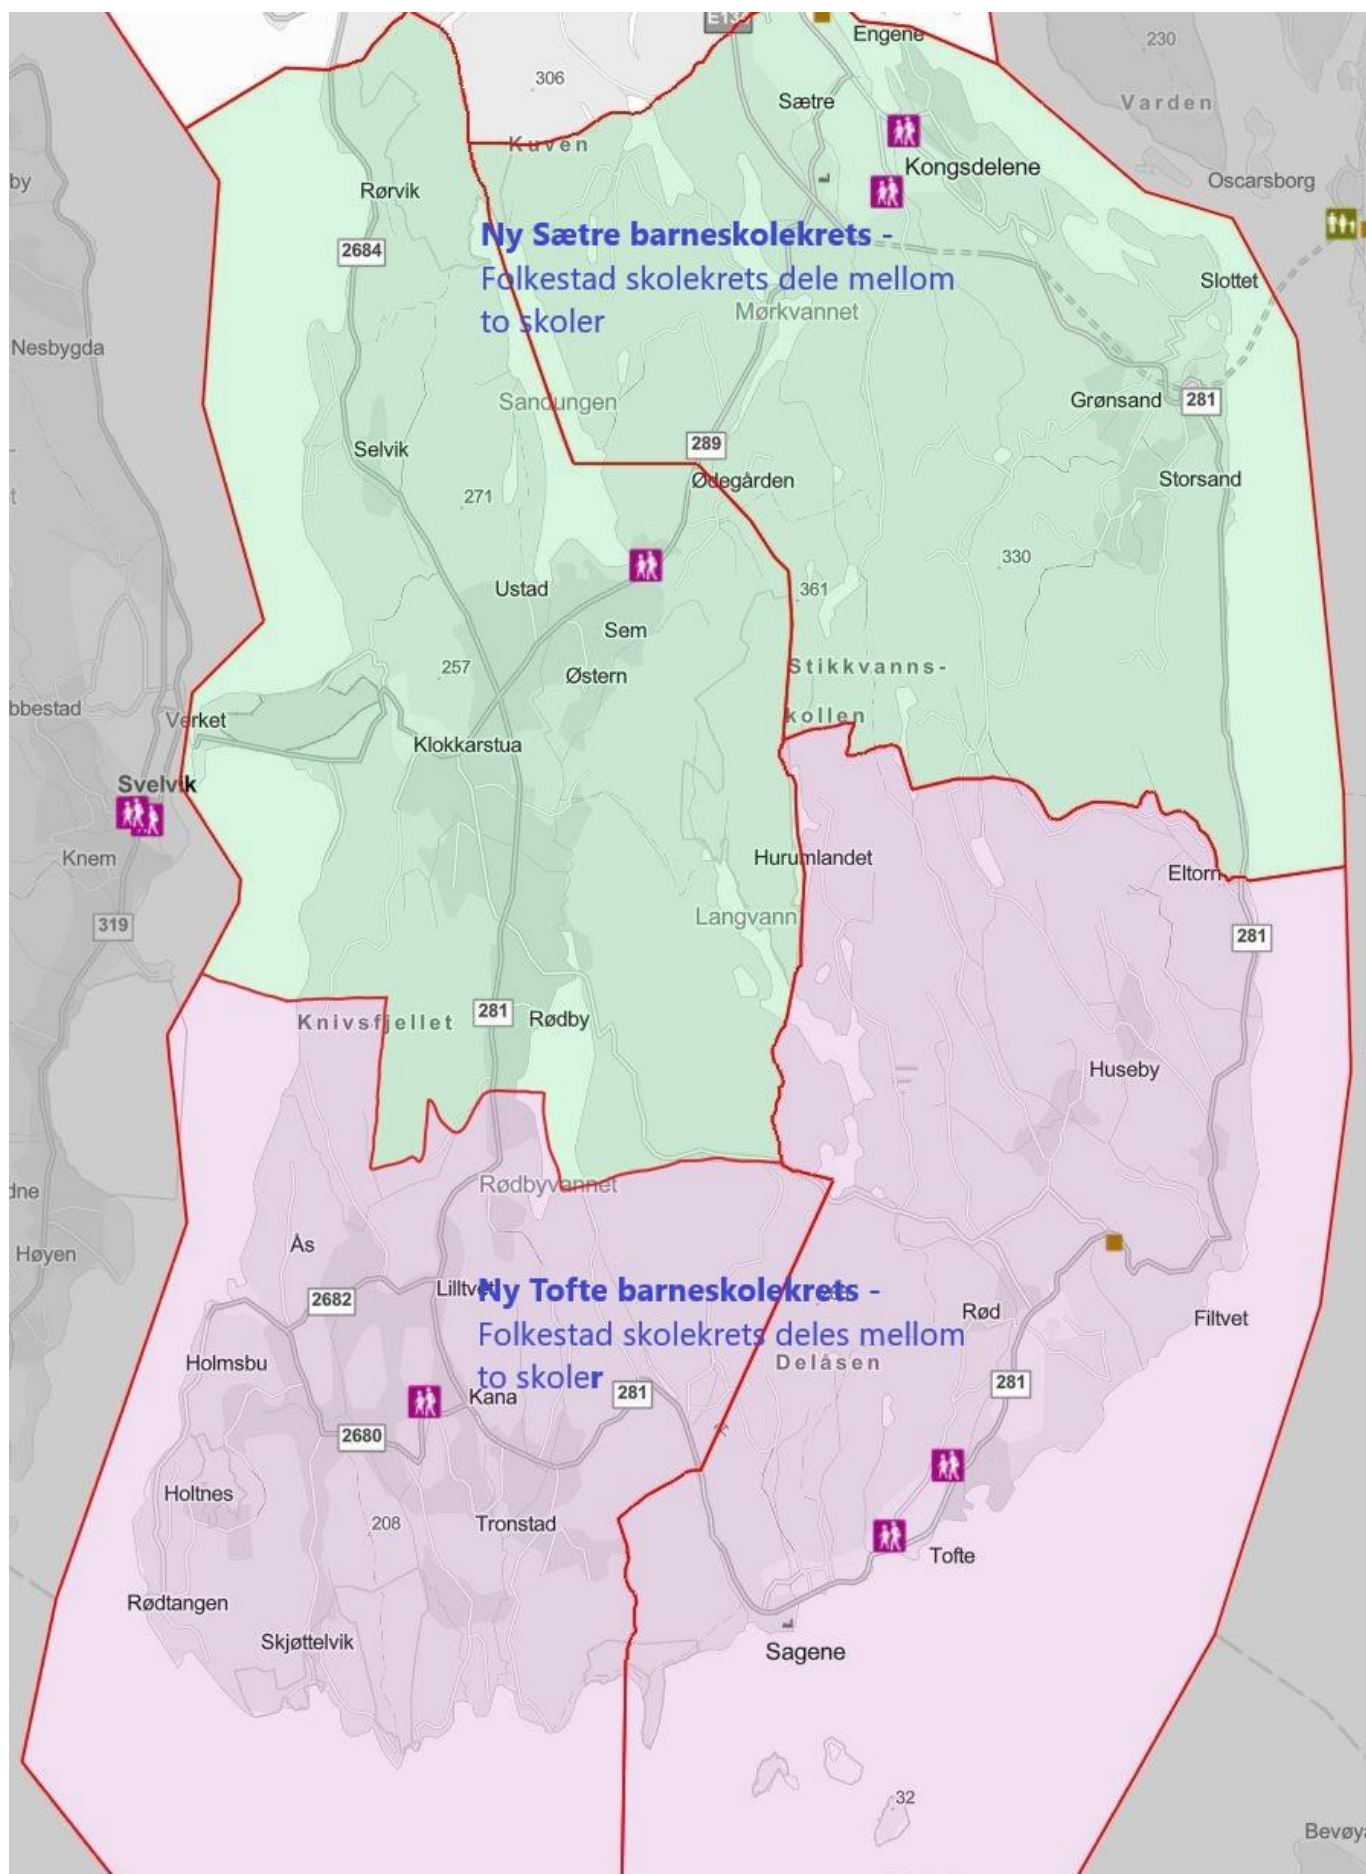 E134
Engene
230
306
Sætre
Varden
Kuven
Kongsdelene
by
Rørvik
Oscarsborg
2684
Ny Sætre barneskolekrets -
Folkestad skolekrets dele mellom
to skoler
Slottet
Mørkvannet
Nesbygda
Sandungen
Grønsand
281
Selvik
289
Ødegården
Storsand
271
330
Ustad
361
Sem
257
Østern
Stikkvanns-
kollen
bbestad
Verket
Klokkarstua
Svelvik
Knem
Hurumlandet
Eltorn
319
Langvann
281
281
Rødby
Knivsfjellet
Huseby
dne
Rødbyvannet
Høyen
Ås
Lilltvet
2682
Ny Tofte barneskolekrets -
Folkestad skolekrets deles mellom
to skoler
Rød
Filtvet
Holmsbu
Delåsen
Kana
281
281
2680
Holtnes
208
Tronstad
Tofte
Rødtangen
Skjøttelvik
Sagene
32
Bevøya